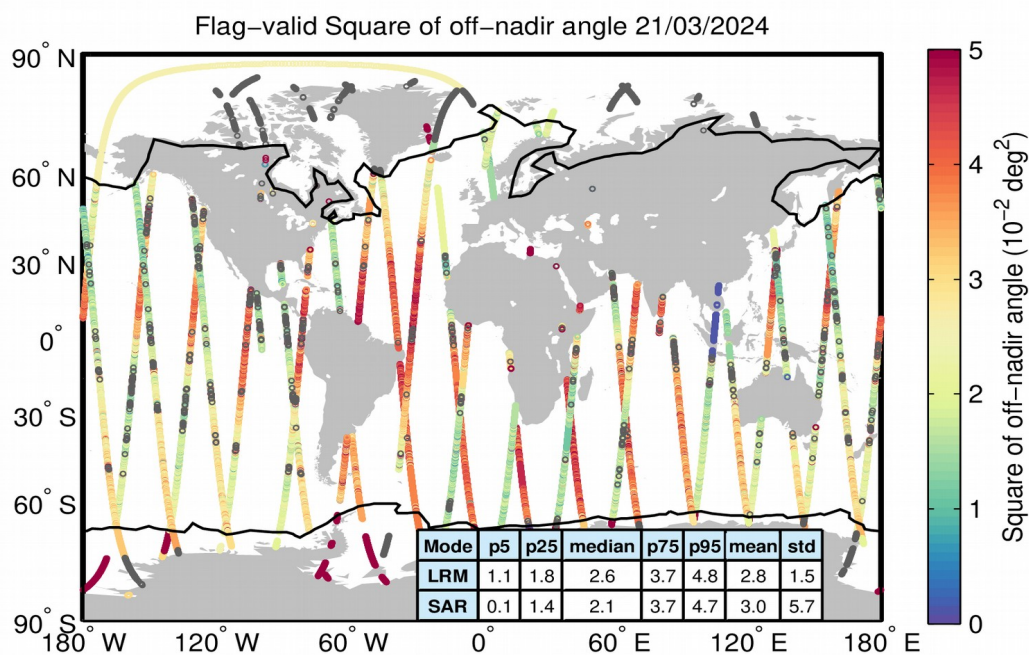 Flag−valid Square of off−nadir angle 21/03/2024
90° N
60° N
30° N
0°
30° S
60° S
90° S
180° W
120° W
60° W
0°
60° E
120° E
180° E
Mode p5 p25 median p75 p95 mean std
LRM 1.1 1.8 2.6 3.7 4.8 2.8 1.5
SAR 0.1 1.4 2.1 3.7 4.7 3.0 5.7
5
4
3
2
1
0
Square of off−nadir angle (10⁻² deg²)